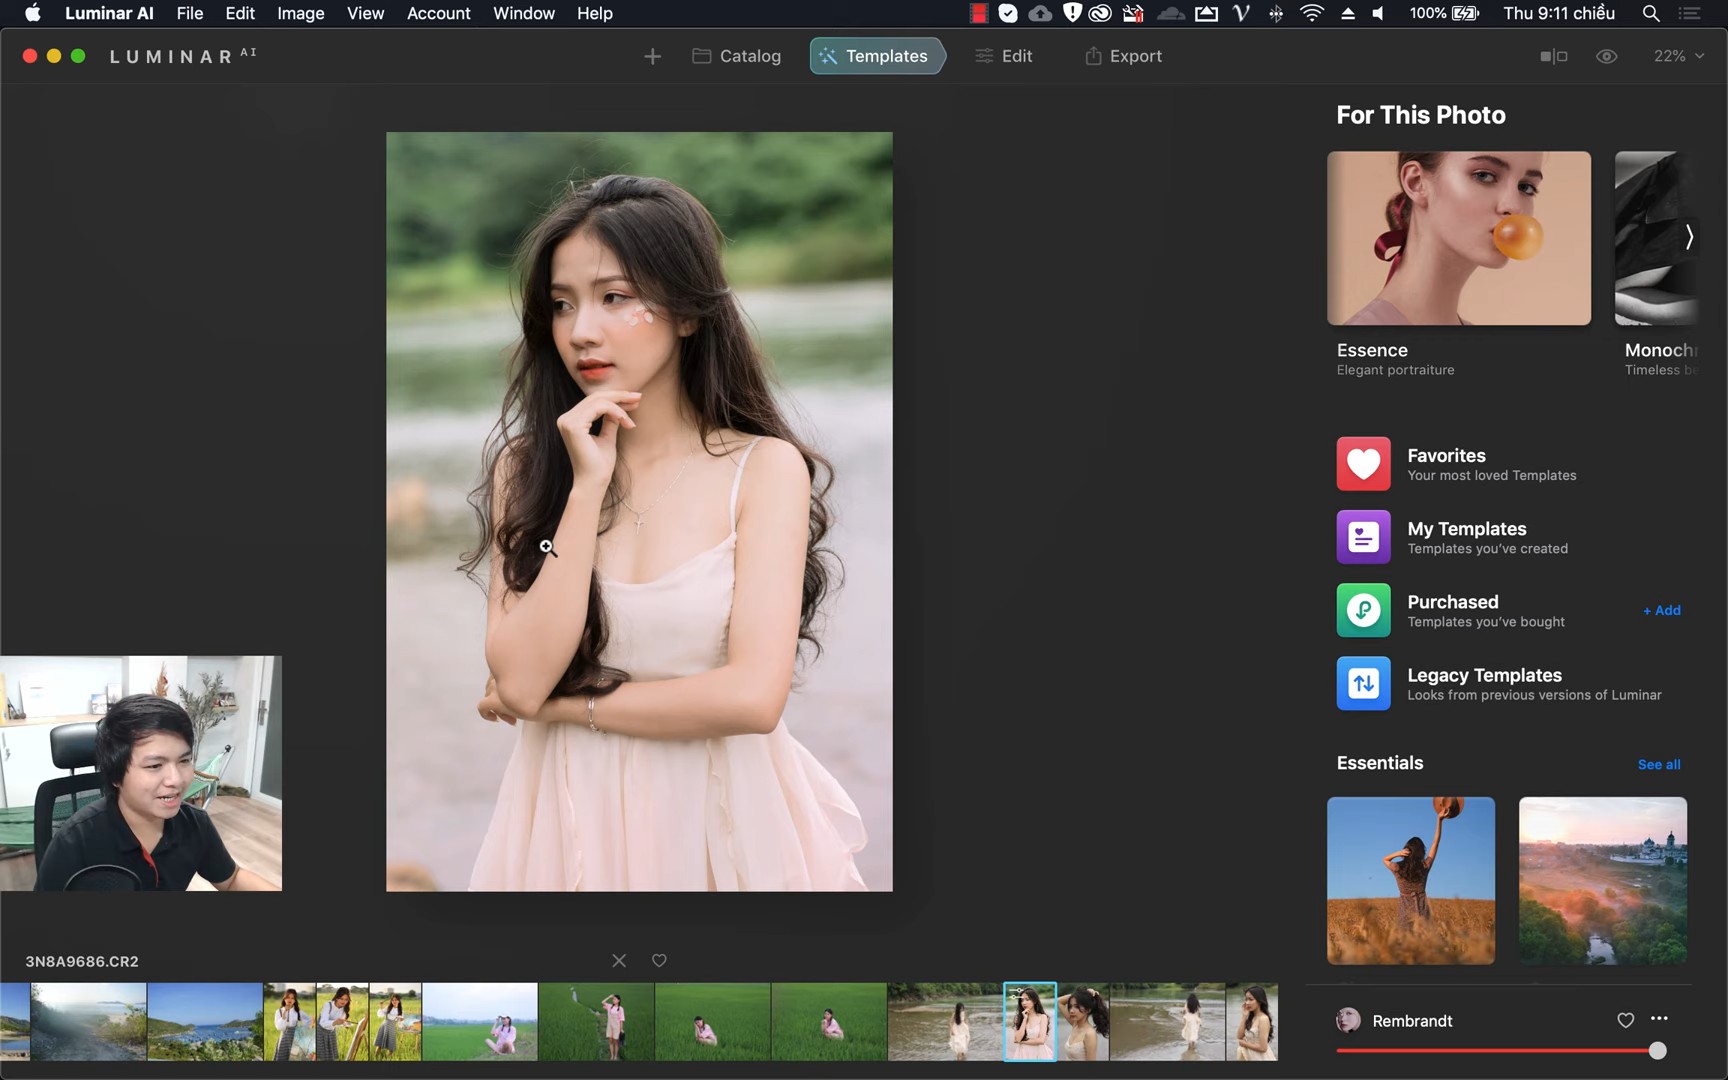 Luminar AI File Edit Image View Account Window Help 100% Thu 9:11 chiều
LUMINAR AI
Catalog Templates Edit Export 22%
For This Photo
Essence
Elegant portraiture
Monochr
Timeless be
Favorites
Your most loved Templates
My Templates
Templates you've created
Purchased
Templates you've bought
+ Add
Legacy Templates
Looks from previous versions of Luminar
Essentials See all
3N8A9686.CR2
Rembrandt